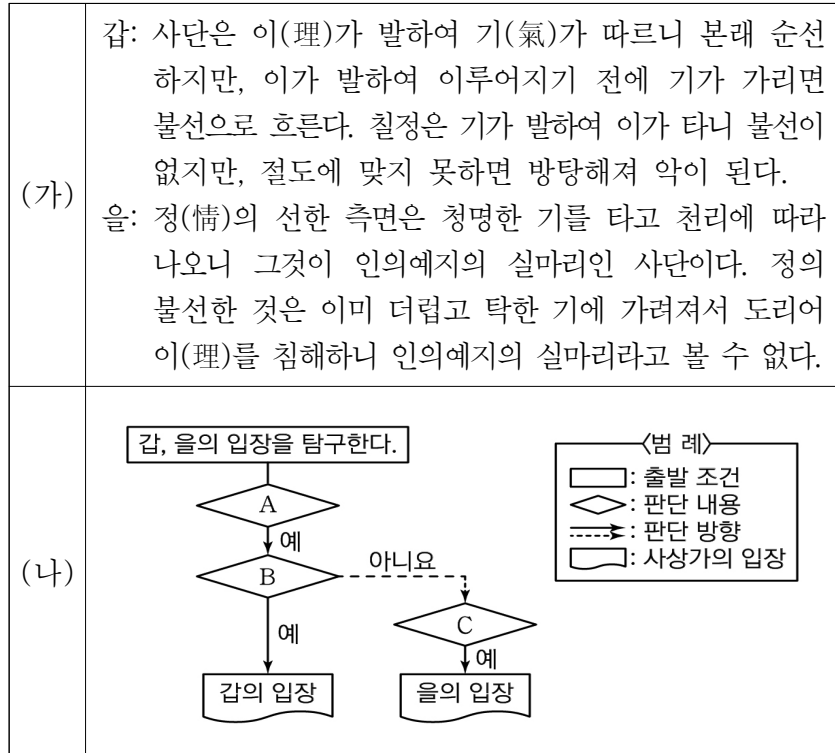 (가)
갑: 사단은 이(理)가 발하여 기(氣)가 따르니 본래 순선
하지만, 이가 발하여 이루어지기 전에 기가 가리면
불선으로 흐른다. 칠정은 기가 발하여 이가 타니 불선이
없지만, 절도에 맞지 못하면 방탕해져 악이 된다.
을: 정(情)의 선한 측면은 청명한 기를 타고 천리에 따라
나오니 그것이 인의예지의 실마리인 사단이다. 정의
불선한 것은 이미 더럽고 탁한 기에 가려져서 도리어
이(理)를 침해하니 인의예지의 실마리라고 볼 수 없다.
(나)
갑, 을의 입장을 탐구한다.
A
예
B
아니요
예
C
예
갑의 입장
을의 입장
〈범 례〉
: 출발 조건
: 판단 내용
: 판단 방향
: 사상가의 입장